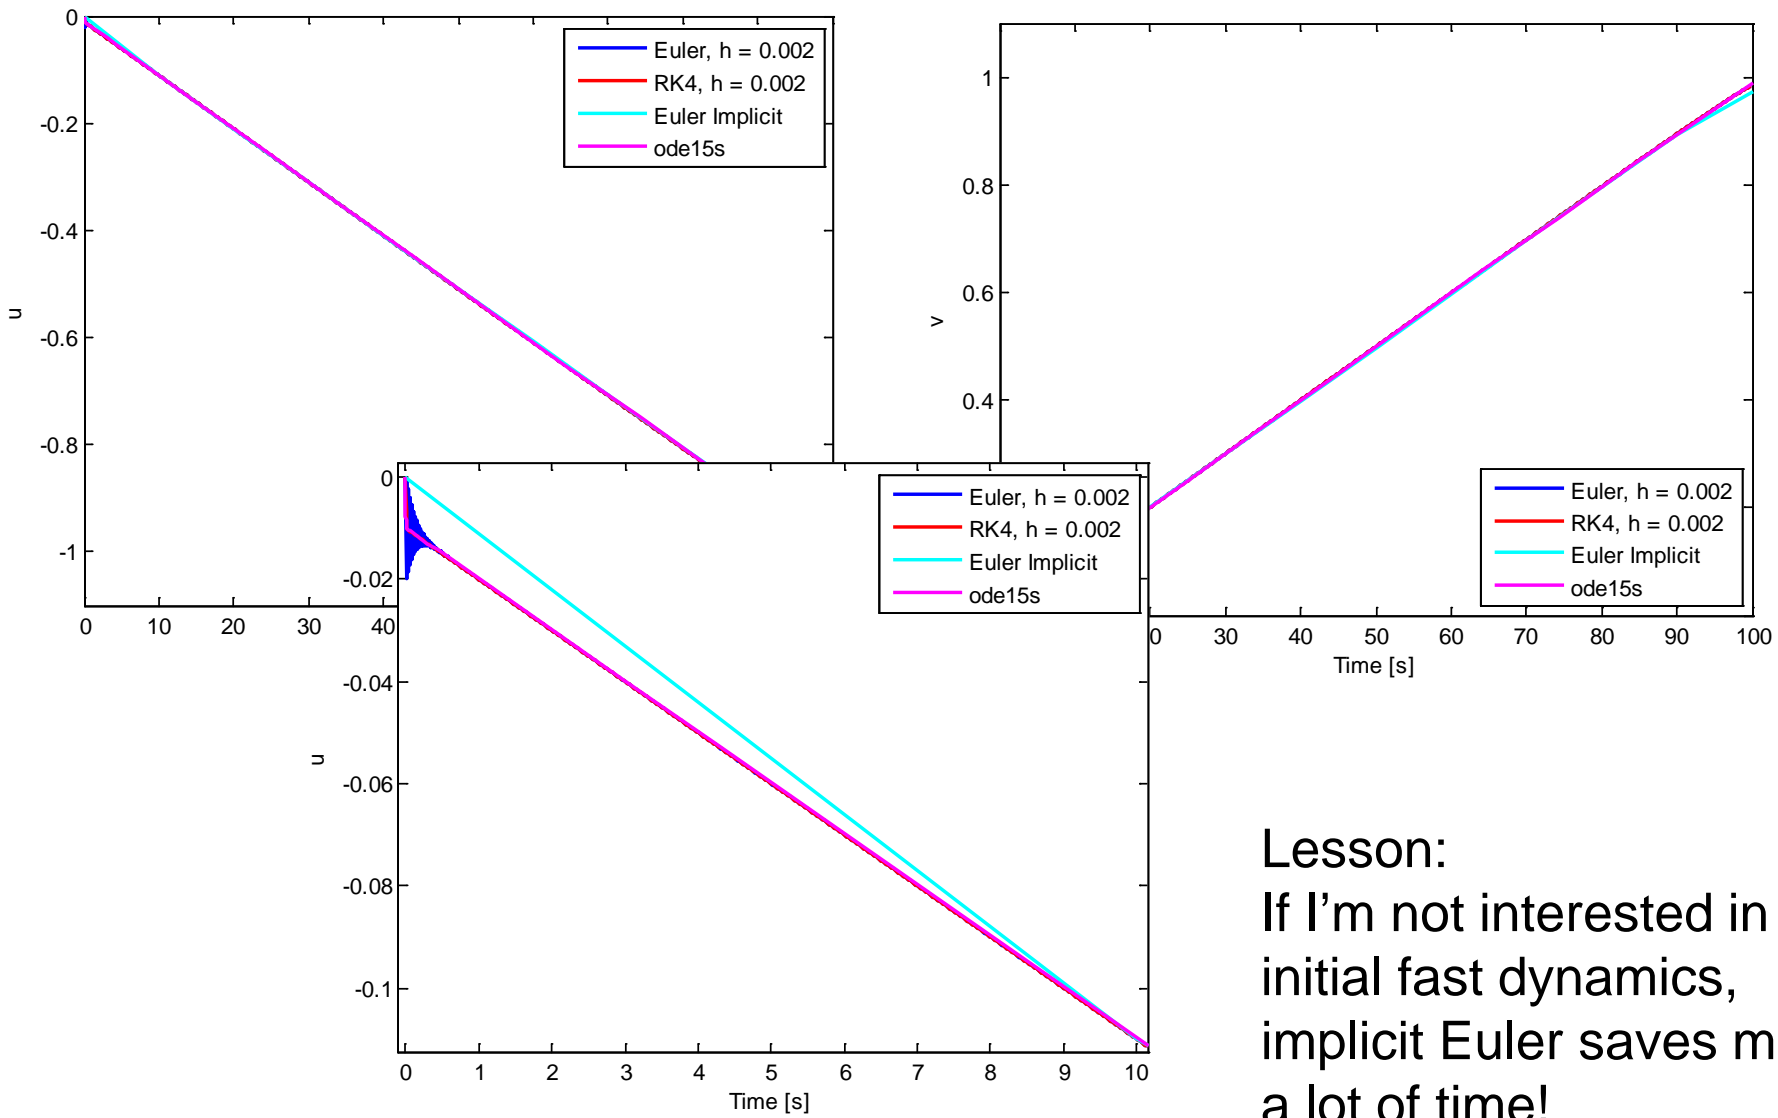 0
-0.2
-0.4
-0.6
-0.8
-1
u
0 10 20 30 40
Euler, h = 0.002
RK4, h = 0.002
Euler Implicit
ode15s
1
0.8
0.6
0.4
v
0 30 40 50 60 70 80 90 100
Time [s]
Euler, h = 0.002
RK4, h = 0.002
Euler Implicit
ode15s
0
-0.02
-0.04
-0.06
-0.08
-0.1
u
0 1 2 3 4 5 6 7 8 9 10
Time [s]
Euler, h = 0.002
RK4, h = 0.002
Euler Implicit
ode15s
Lesson:
If I’m not interested in
initial fast dynamics,
implicit Euler saves m
a lot of time!